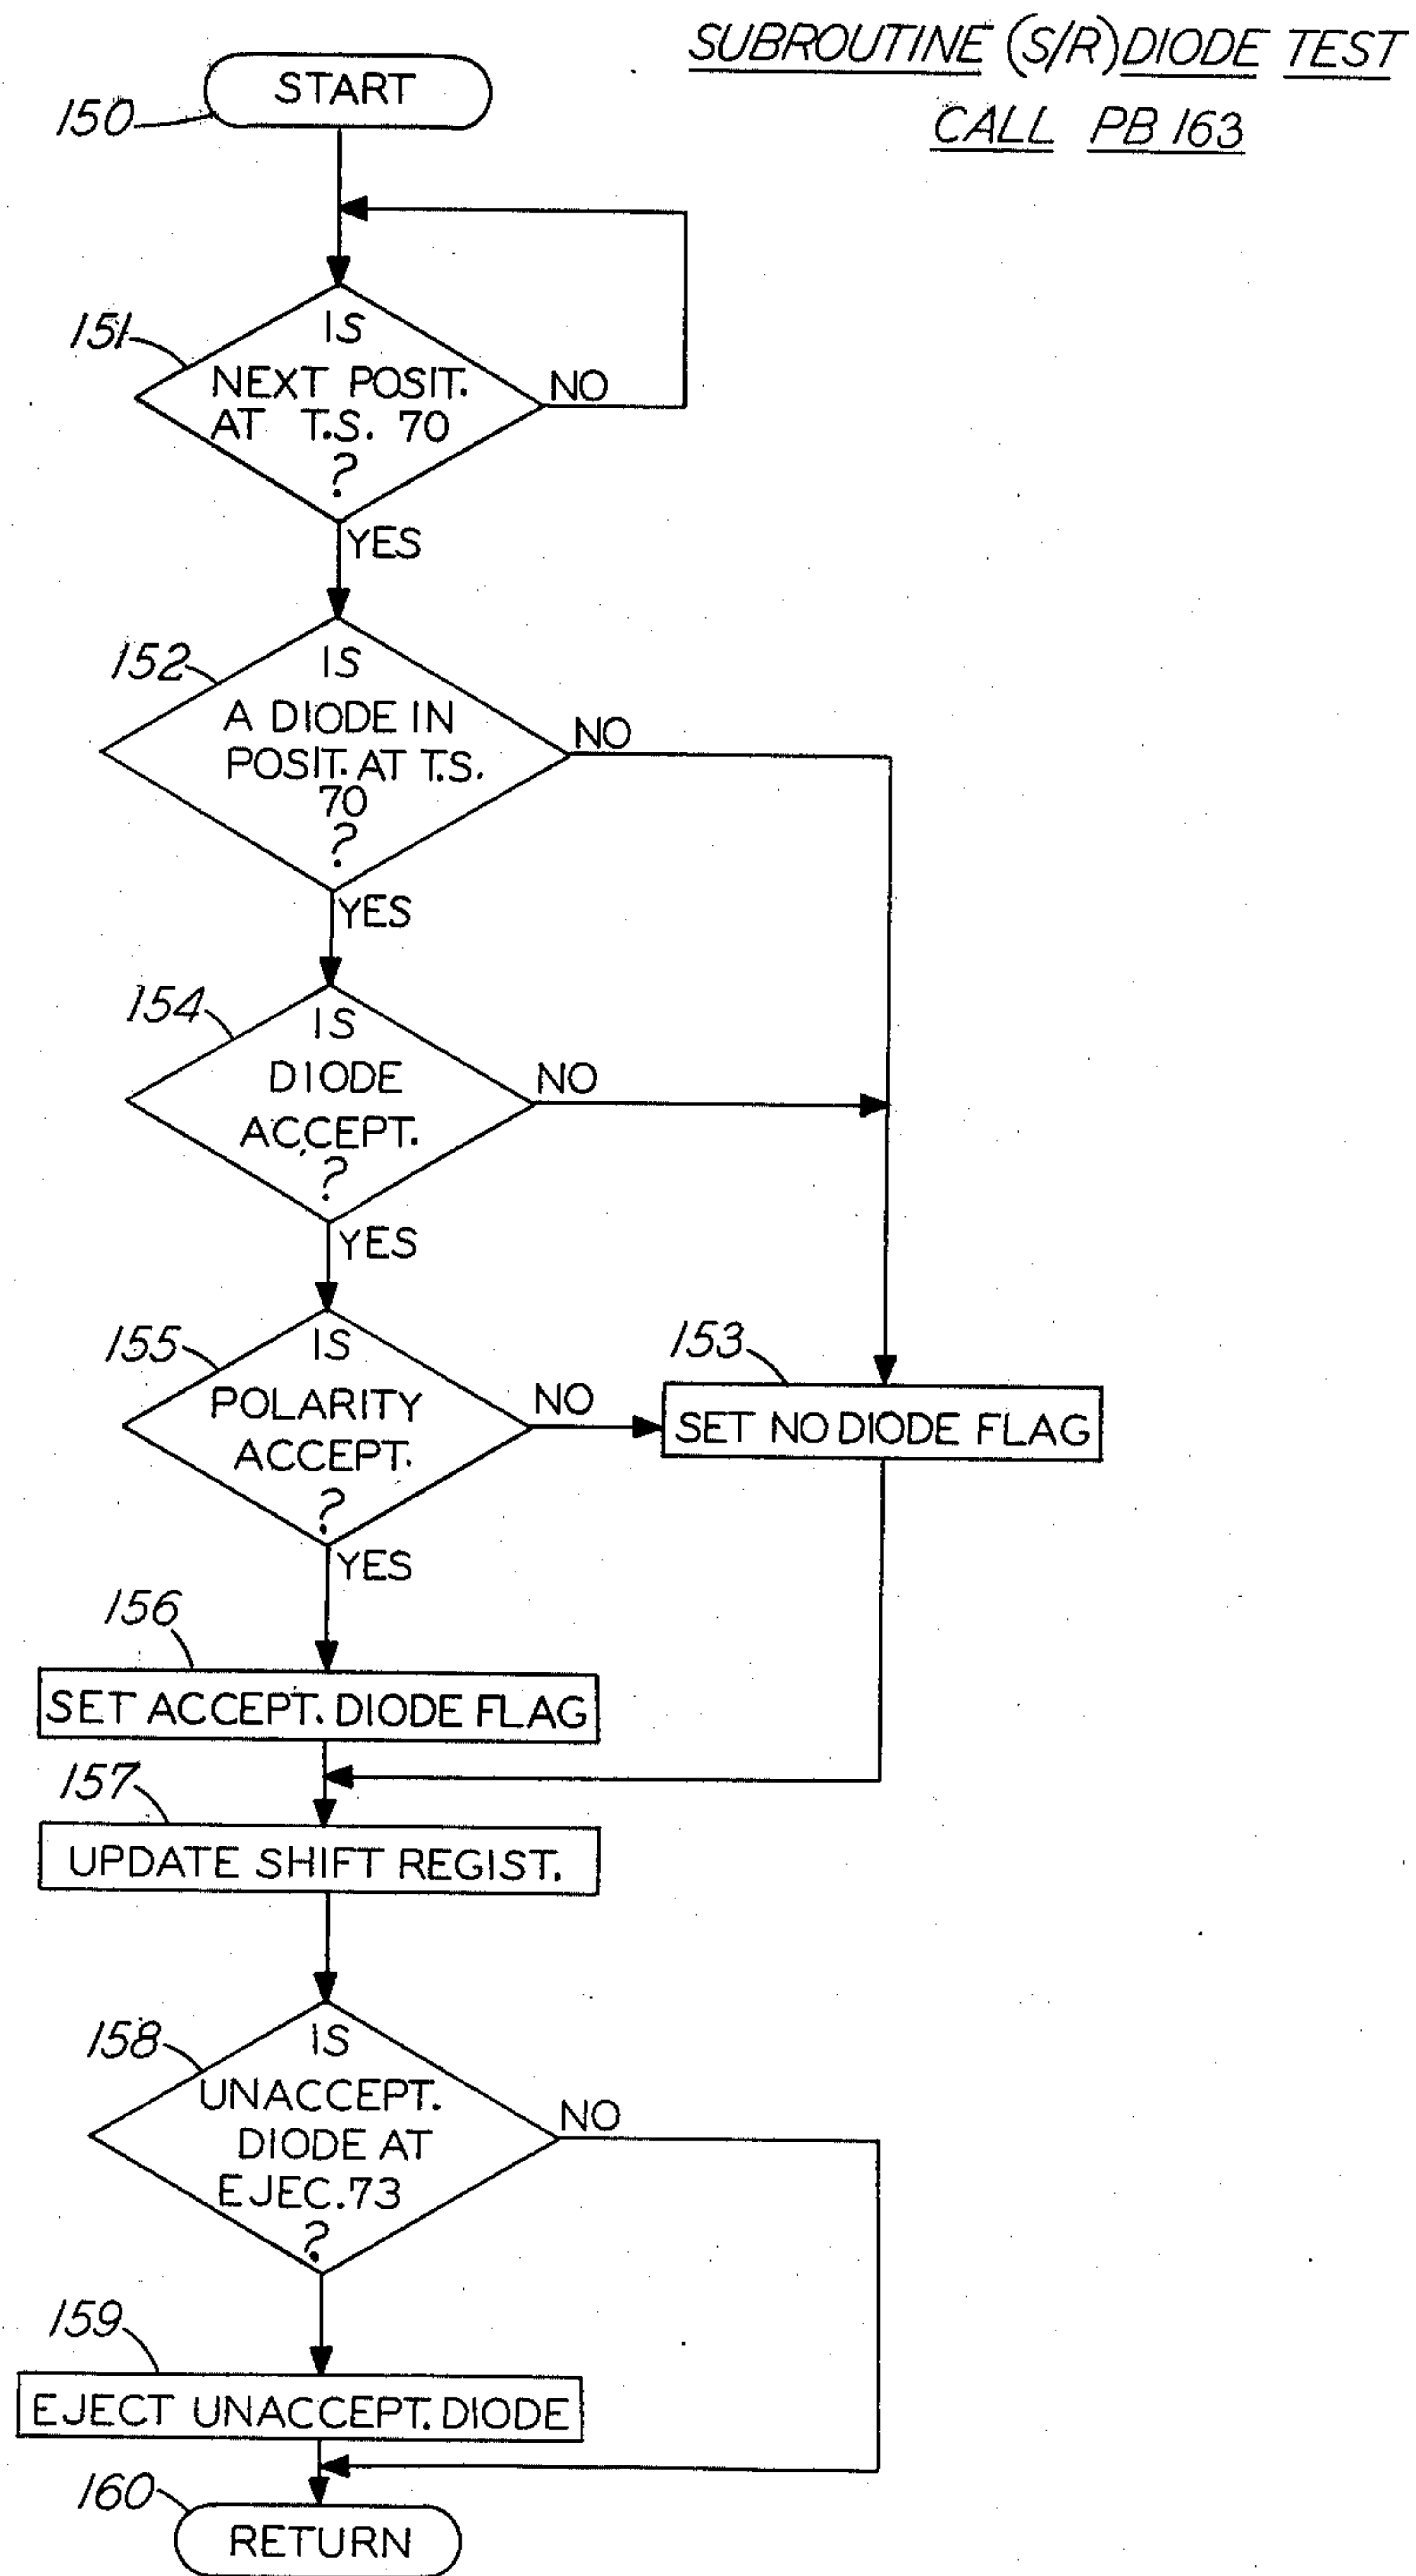 SUBROUTINE (S/R) DIODE TEST
CALL PB 163
START
150
151
IS
NEXT POSIT.
AT T.S. 70
?
NO
YES
152
IS
A DIODE IN
POSIT. AT T.S.
70
?
NO
YES
154
IS
DIODE
ACCEPT.
?
NO
YES
155
IS
POLARITY
ACCEPT.
?
NO
153
SET NO DIODE FLAG
YES
156
SET ACCEPT. DIODE FLAG
157
UPDATE SHIFT REGIST.
158
IS
UNACCEPT.
DIODE AT
EJEC. 73
?
NO
159
EJECT UNACCEPT. DIODE
160
RETURN